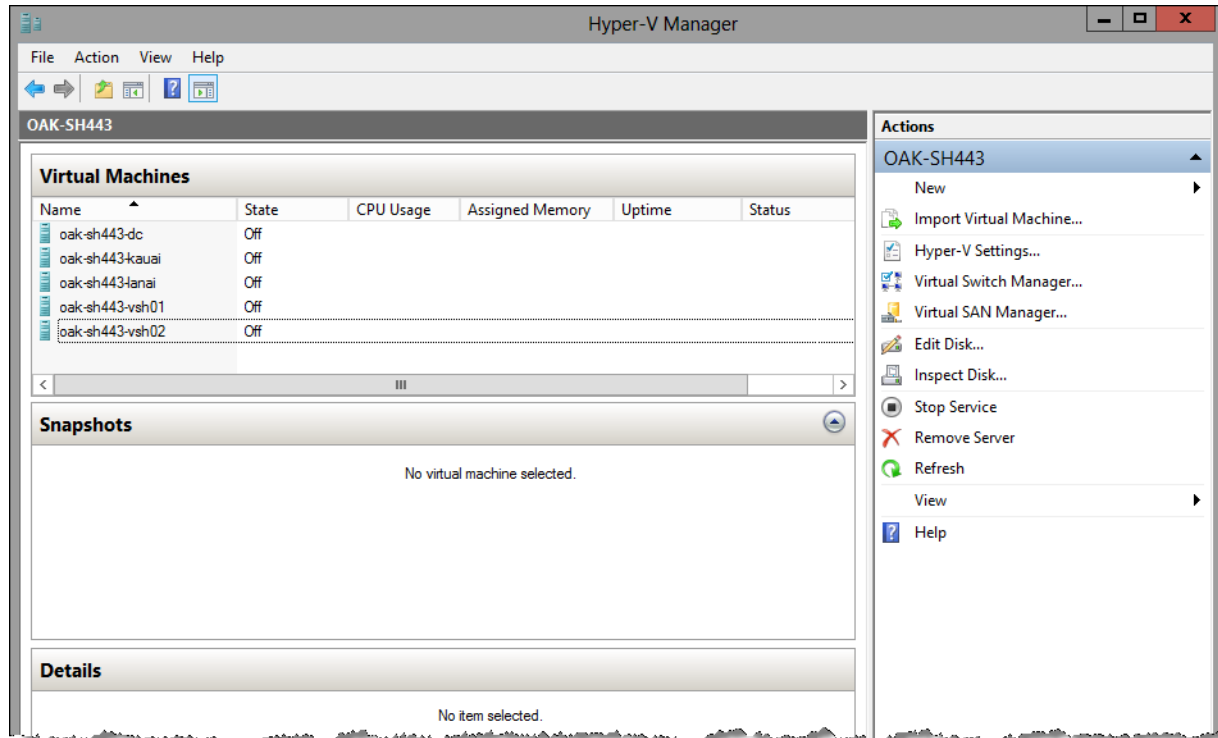 Hyper-V Manager
File Action View Help
OAK-SH443
Virtual Machines
Name State CPU Usage Assigned Memory Uptime Status
oak-sh443-dc Off
oak-sh443-kauai Off
oak-sh443-lanai Off
oak-sh443-vsh01 Off
oak-sh443-vsh02 Off
Snapshots
No virtual machine selected.
Details
No item selected.
Actions
OAK-SH443
New
Import Virtual Machine...
Hyper-V Settings...
Virtual Switch Manager...
Virtual SAN Manager...
Edit Disk...
Inspect Disk...
Stop Service
Remove Server
Refresh
View
Help